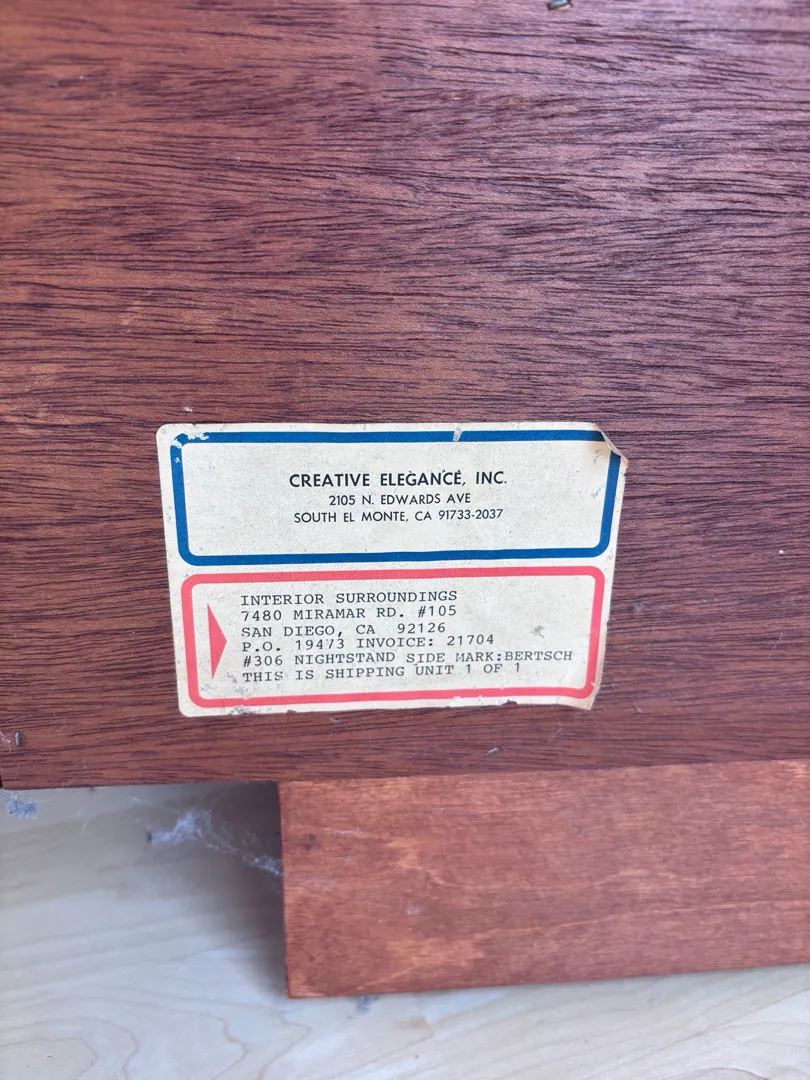 CREATIVE ELEGANCE, INC.
2105 N. EDWARDS AVE
SOUTH EL MONTE, CA 91733-2037
INTERIOR SURROUNDINGS
7480 MIRAMAR RD. #105
SAN DIEGO, CA 92126
P.O. 19473 INVOICE: 21704
#306 NIGHTSTAND SIDE MARK:BERTSCH
THIS IS SHIPPING UNIT 1 OF 1